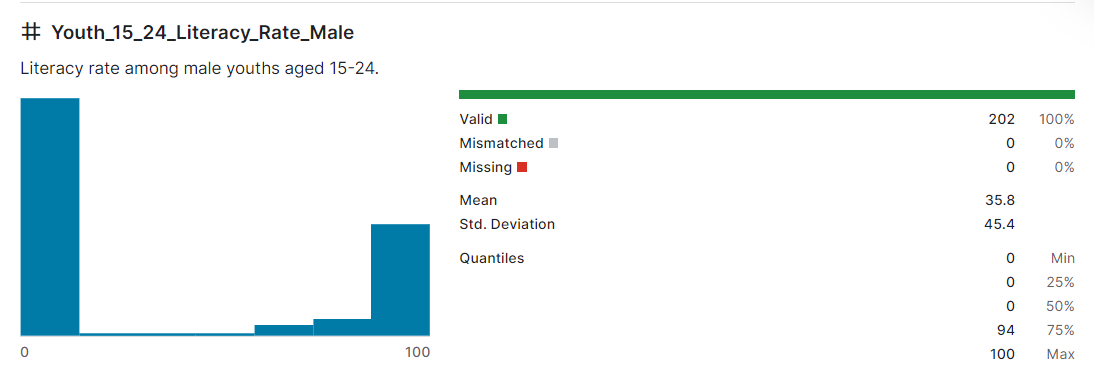 # Youth_15_24_Literacy_Rate_Male
Literacy rate among male youths aged 15-24.
0 100
Valid 202 100%
Mismatched 0 0%
Missing 0 0%
Mean 35.8
Std. Deviation 45.4
Quantiles 0 Min
0 25%
0 50%
94 75%
100 Max